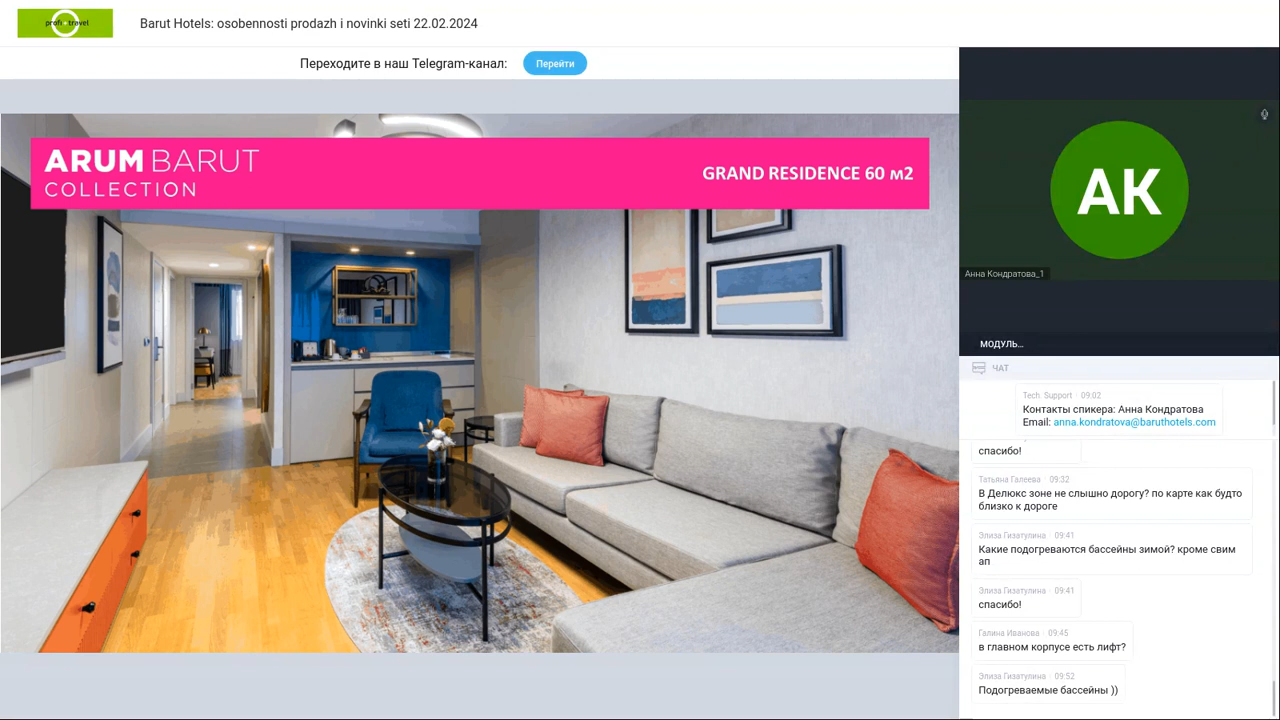 profi travel
Barut Hotels: osobennosti prodazh i novinki seti 22.02.2024
Переходите в наш Telegram-канал:
Перейти
ARUM BARUT
COLLECTION
GRAND RESIDENCE 60 м2
АК
Анна Кондратова_1
МОДУЛЬ...
ЧАТ
Tech. Support · 09:02
Контакты спикера: Анна Кондратова
Email: anna.kondratova@baruthotels.com
спасибо!
Татьяна Галеева · 09:32
В Делюкс зоне не слышно дорогу? по карте как будто
близко к дороге
Элиза Гизатулина · 09:41
Какие подогреваются бассейны зимой? кроме свим
ап
Элиза Гизатулина · 09:41
спасибо!
Галина Иванова · 09:45
в главном корпусе есть лифт?
Элиза Гизатулина · 09:52
Подогреваемые бассейны ))